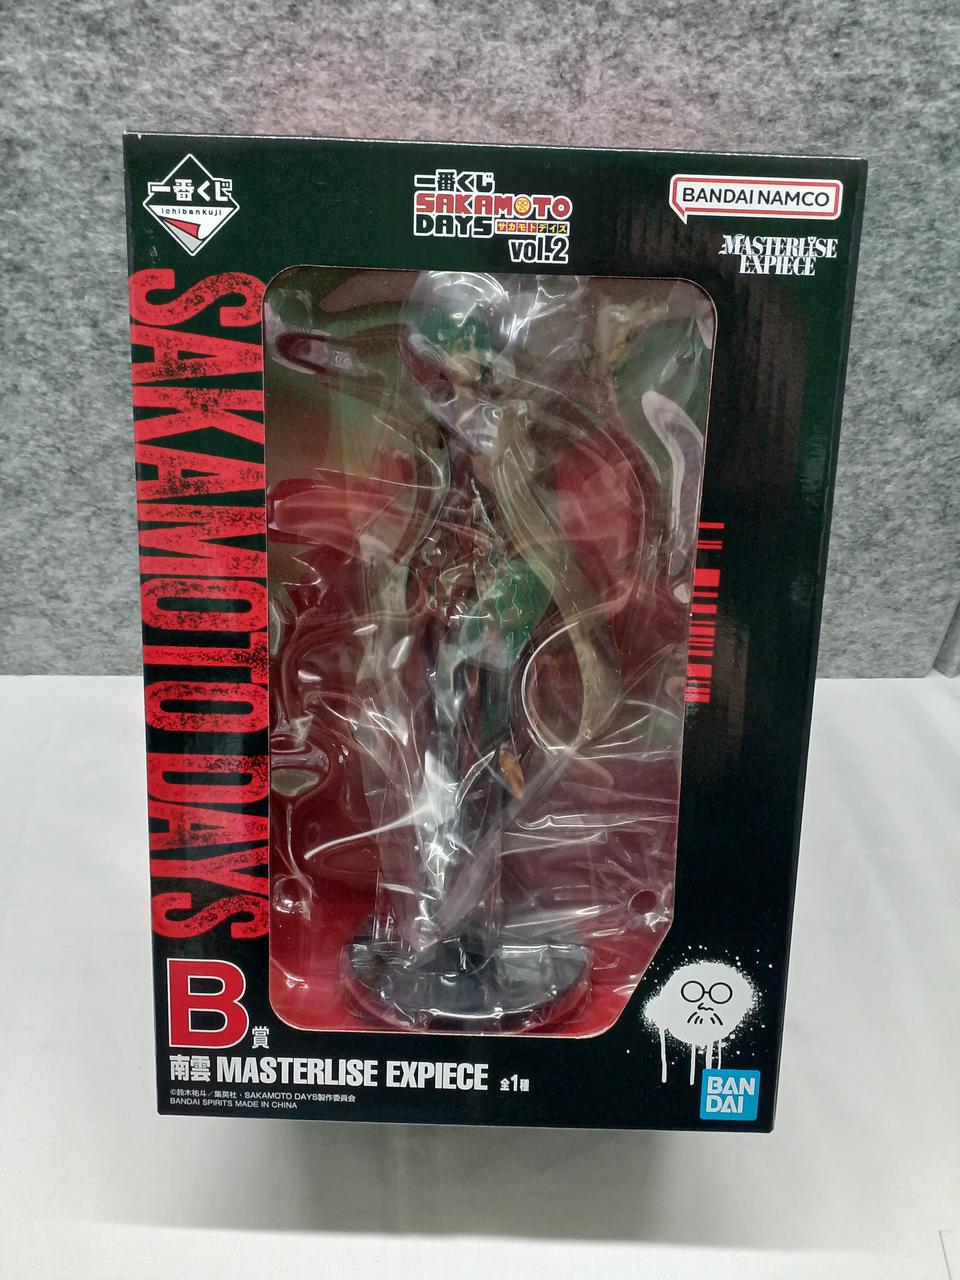 一番くじ
ichibankuji
一番くじ
SAKAMOTO
DAYS サカモトデイズ
vol.2
BANDAI NAMCO
MASTERLISE
EXPIECE
SAKAMOTO DAYS
B賞
南雲 MASTERLISE EXPIECE 全1種
©鈴木祐斗／集英社・SAKAMOTO DAYS製作委員会
BANDAI SPIRITS MADE IN CHINA
BAN
DAI